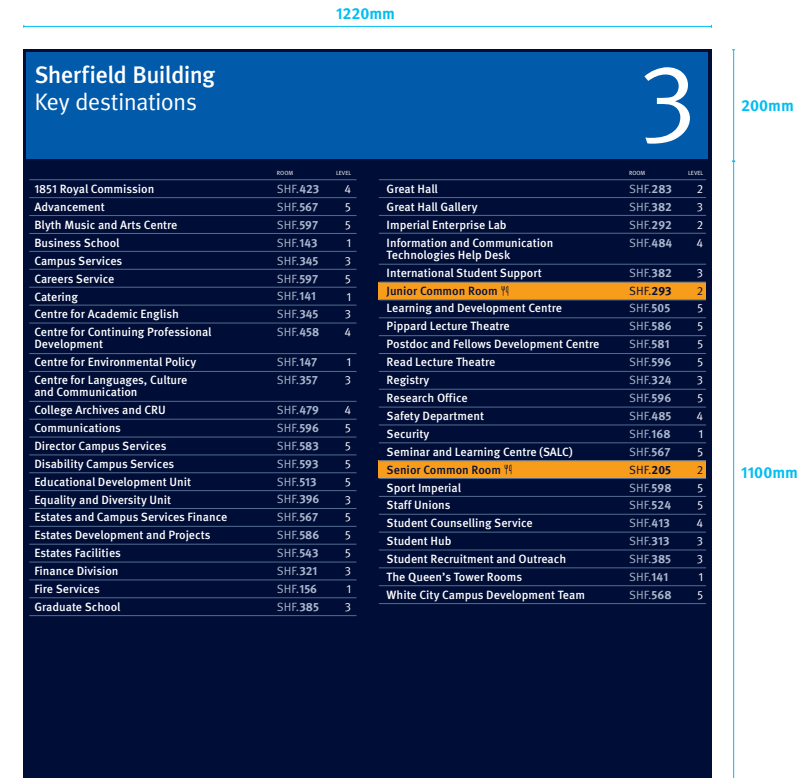 1220mm
Sherfield Building
Key destinations
3
200mm
ROOM LEVEL
1851 Royal Commission SHF.423 4
Advancement SHF.567 5
Blyth Music and Arts Centre SHF.597 5
Business School SHF.143 1
Campus Services SHF.345 3
Careers Service SHF.597 5
Catering SHF.141 1
Centre for Academic English SHF.345 3
Centre for Continuing Professional SHF.458 4
Development
Centre for Environmental Policy SHF.147 1
Centre for Languages, Culture SHF.357 3
and Communication
College Archives and CRU SHF.479 4
Communications SHF.596 5
Director Campus Services SHF.583 5
Disability Campus Services SHF.593 5
Educational Development Unit SHF.513 5
Equality and Diversity Unit SHF.396 3
Estates and Campus Services Finance SHF.567 5
Estates Development and Projects SHF.586 5
Estates Facilities SHF.543 5
Finance Division SHF.321 3
Fire Services SHF.156 1
Graduate School SHF.385 3
ROOM LEVEL
Great Hall SHF.283 2
Great Hall Gallery SHF.382 3
Imperial Enterprise Lab SHF.292 2
Information and Communication SHF.484 4
Technologies Help Desk
International Student Support SHF.382 3
Junior Common Room SHF.293 2
Learning and Development Centre SHF.505 5
Pippard Lecture Theatre SHF.586 5
Postdoc and Fellows Development Centre SHF.581 5
Read Lecture Theatre SHF.596 5
Registry SHF.324 3
Research Office SHF.596 5
Safety Department SHF.485 4
Security SHF.168 1
Seminar and Learning Centre (SALC) SHF.567 5
Senior Common Room SHF.205 2
Sport Imperial SHF.598 5
Staff Unions SHF.524 5
Student Counselling Service SHF.413 4
Student Hub SHF.313 3
Student Recruitment and Outreach SHF.385 3
The Queen’s Tower Rooms SHF.141 1
White City Campus Development Team SHF.568 5
1100mm